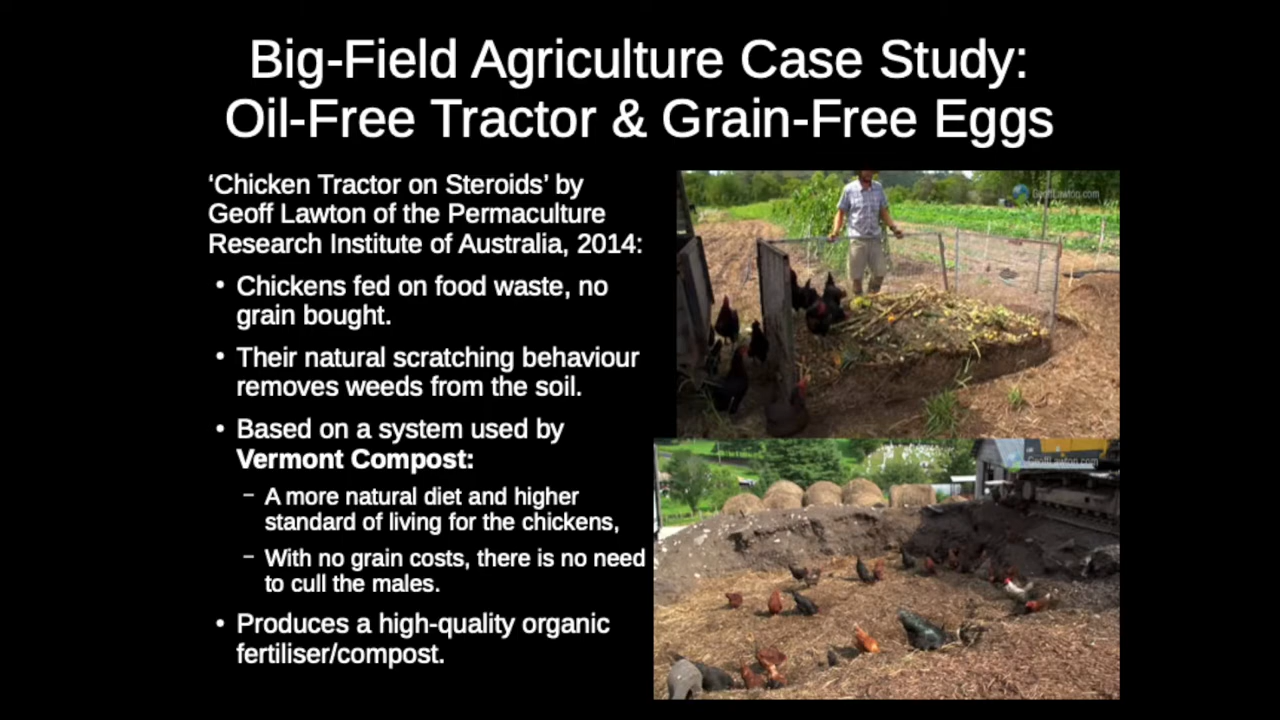 Big-Field Agriculture Case Study:
Oil-Free Tractor & Grain-Free Eggs
‘Chicken Tractor on Steroids’ by
Geoff Lawton of the Permaculture
Research Institute of Australia, 2014:
• Chickens fed on food waste, no
grain bought.
• Their natural scratching behaviour
removes weeds from the soil.
• Based on a system used by
Vermont Compost:
– A more natural diet and higher
standard of living for the chickens,
– With no grain costs, there is no need
to cull the males.
• Produces a high-quality organic
fertiliser/compost.
GeoffLawton.com
GeoffLawton.com